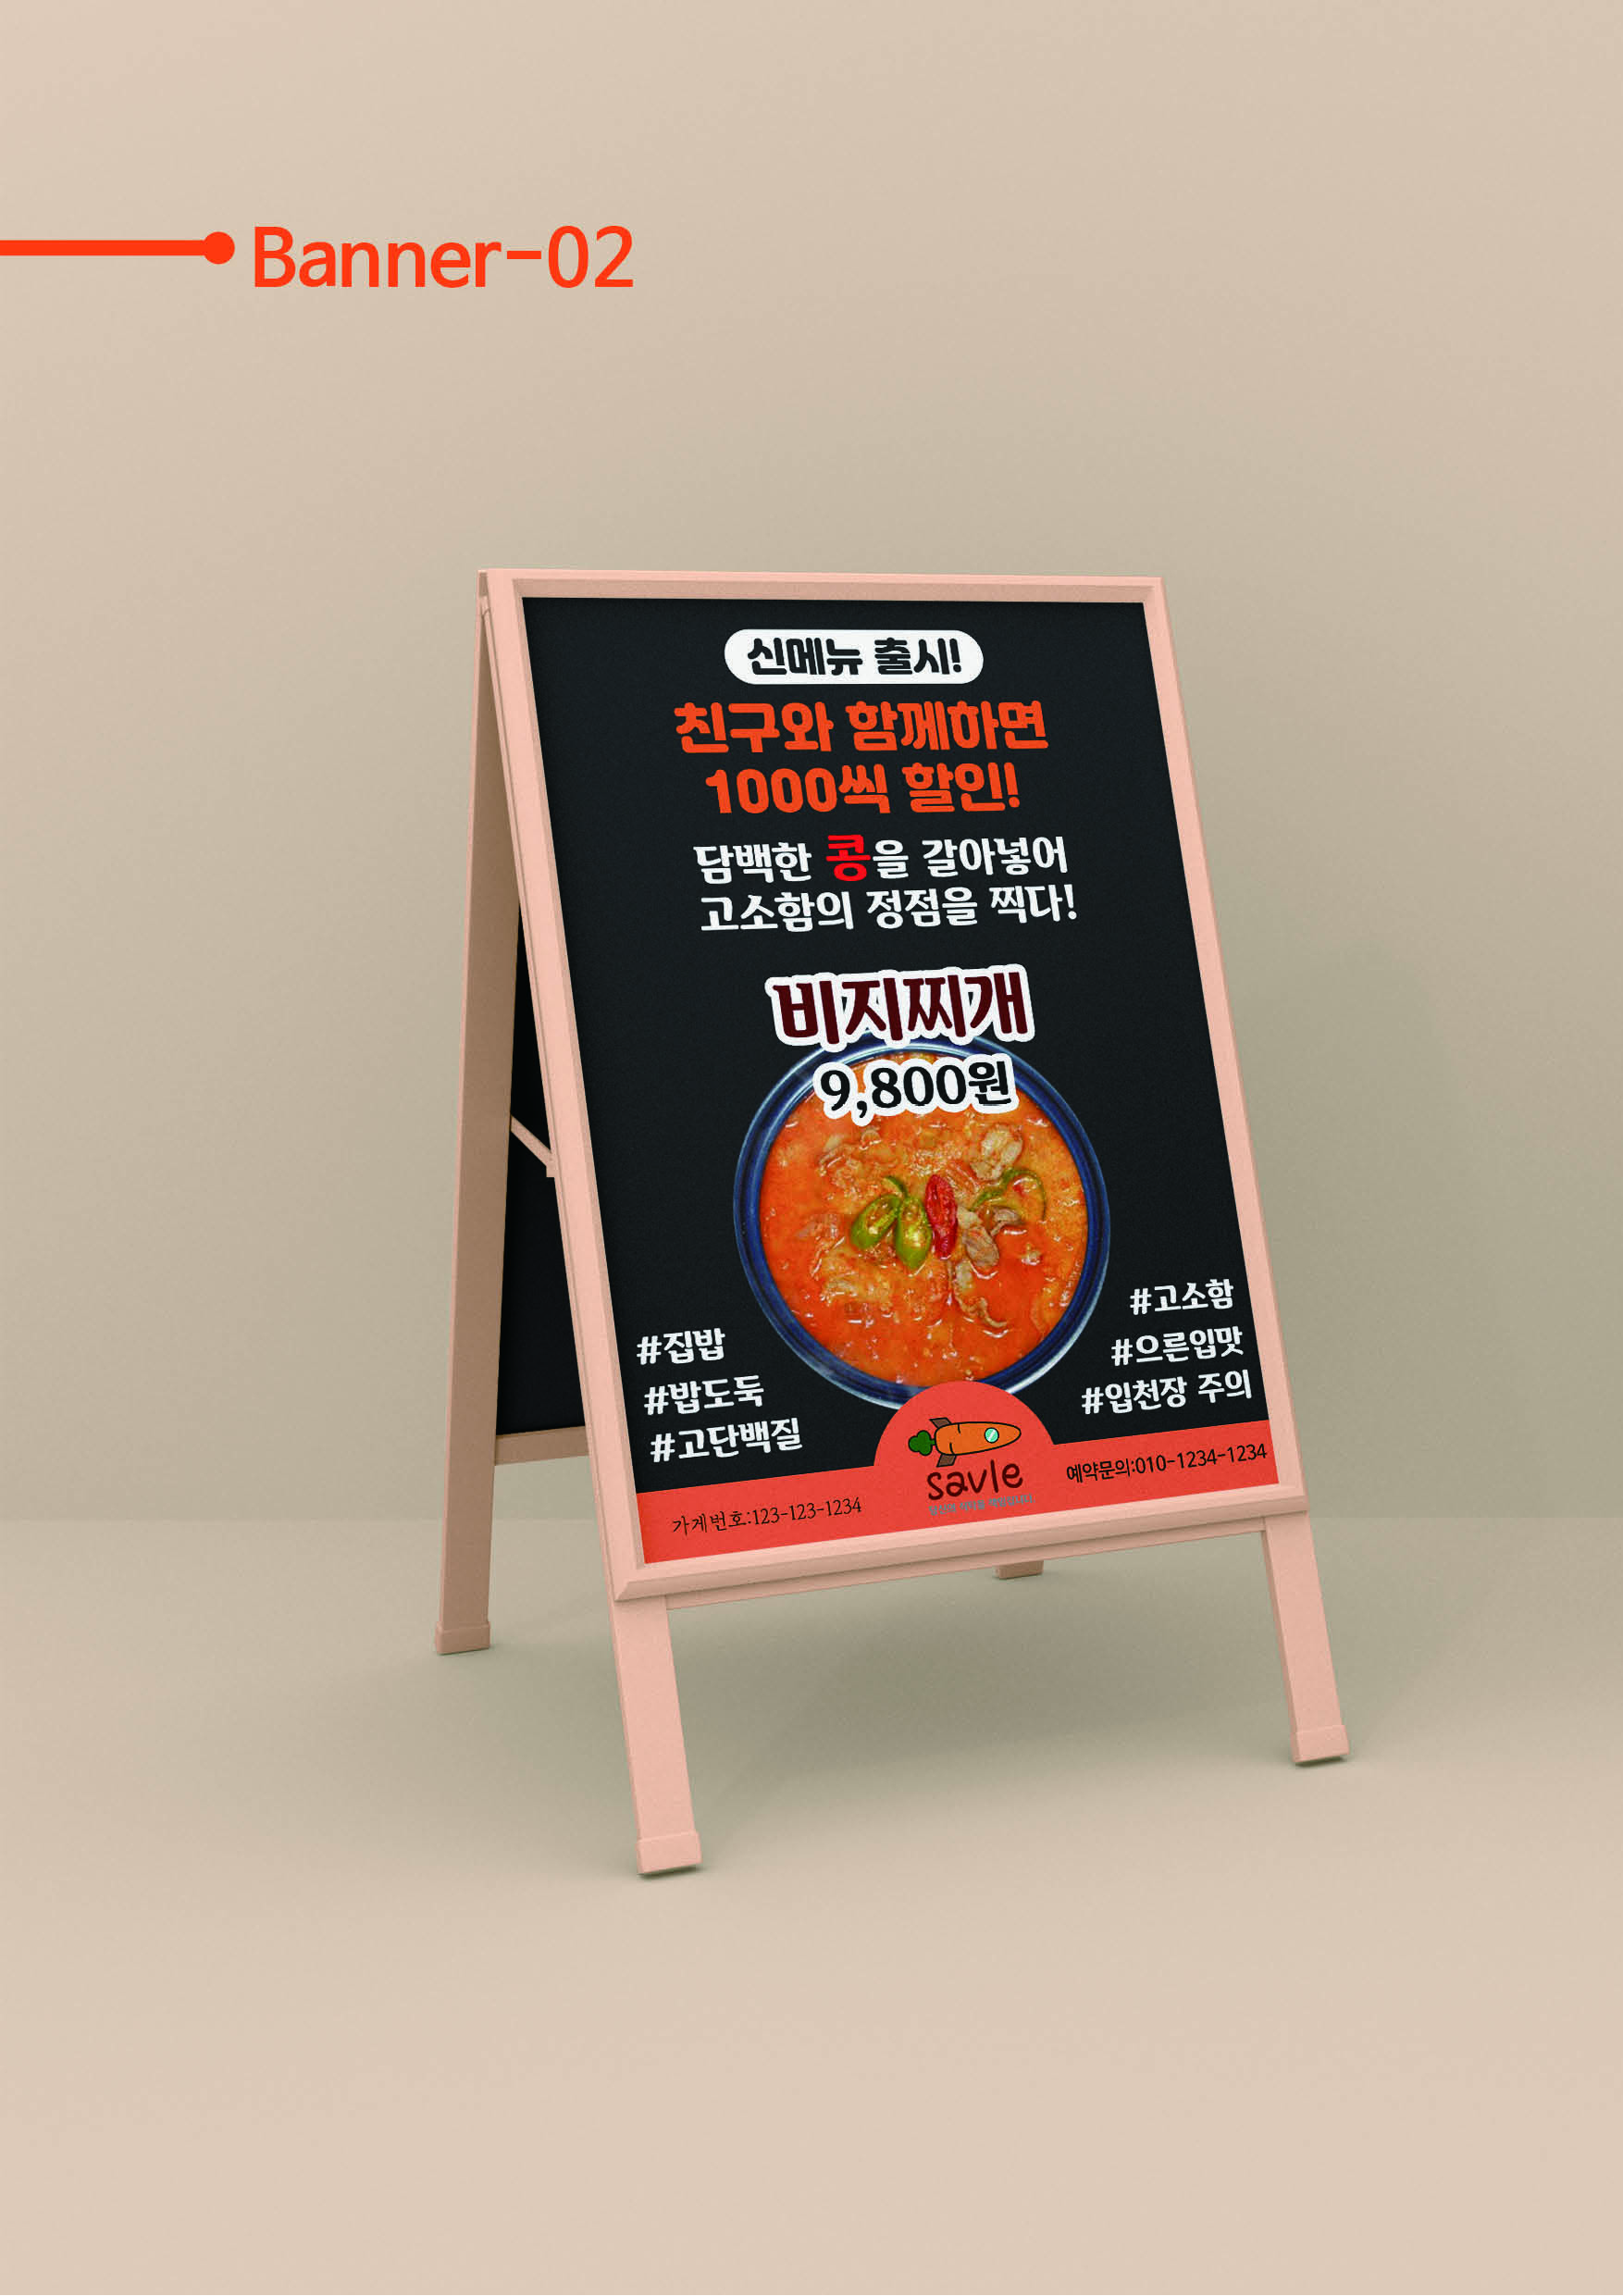 Banner-02
신메뉴 출시!
친구와 함께하면
1000씩 할인!
담백한 콩을 갈아넣어
고소함의 정점을 찍다!
비지찌개
9,800원
#집밥
#밥도둑
#고단백질
#고소함
#으른입맛
#입천장 주의
가게번호:123-123-1234
savle
예약문의:010-1234-1234